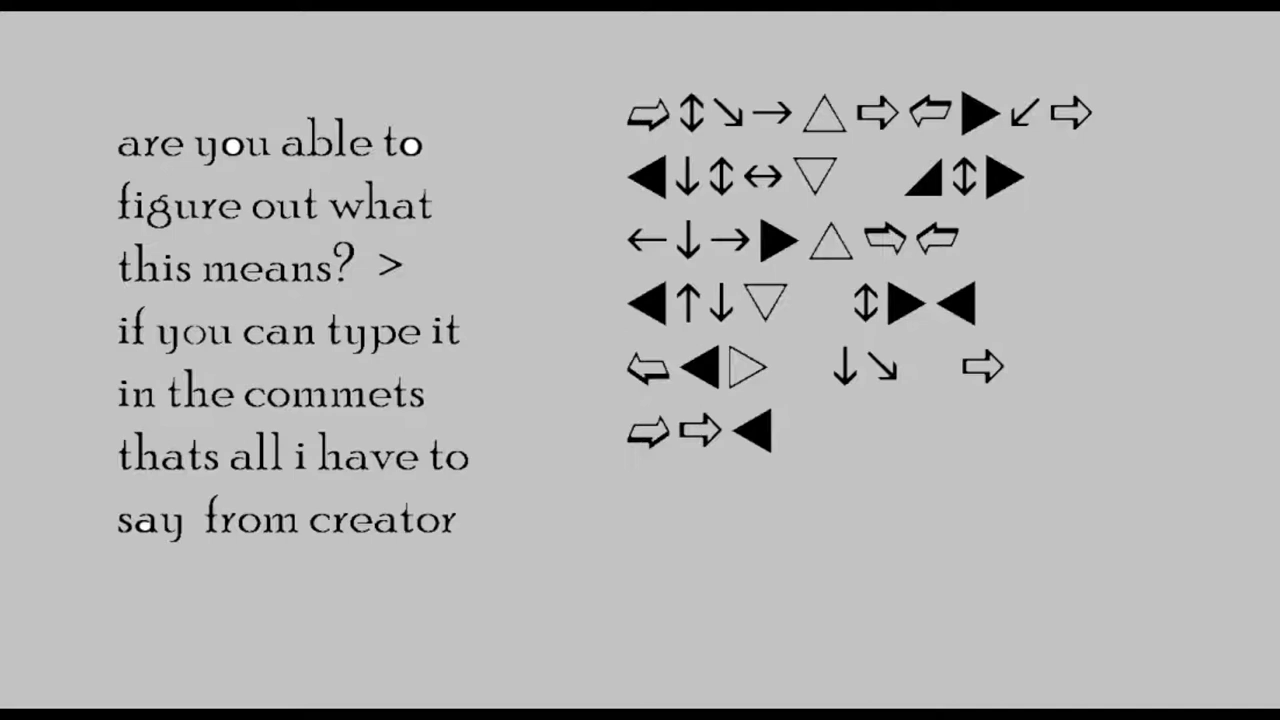 are you able to
figure out what
this means? >
if you can type it
in the commets
thats all i have to
say from creator
⇨↕↘→△⇨⇦▶↙⇨
◀↓↕↔▽ ◢↕▶
←↓→▶△⇨⇦
◀↑↓▽ ↕▶◀
⇦◀▷ ↓↘ ⇨
⇨⇨◀